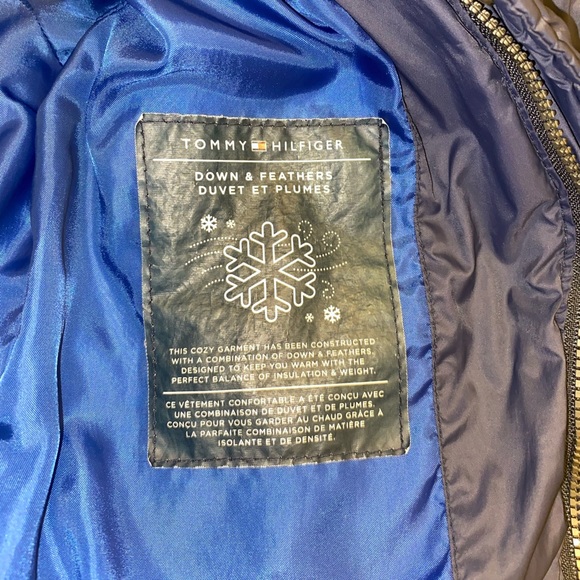 TOMMY HILFIGER
DOWN & FEATHERS
DUVET ET PLUMES
THIS COZY GARMENT HAS BEEN CONSTRUCTED
WITH A COMBINATION OF DOWN & FEATHERS,
DESIGNED TO KEEP YOU WARM WITH THE
PERFECT BALANCE OF INSULATION & WEIGHT.
CE VÊTEMENT CONFORTABLE A ÉTÉ CONÇU AVEC
UNE COMBINAISON DE DUVET ET DE PLUMES,
CONÇU POUR VOUS GARDER AU CHAUD GRÂCE À
LA PARFAITE COMBINAISON DE MATIÈRE
ISOLANTE ET DE DENSITÉ.